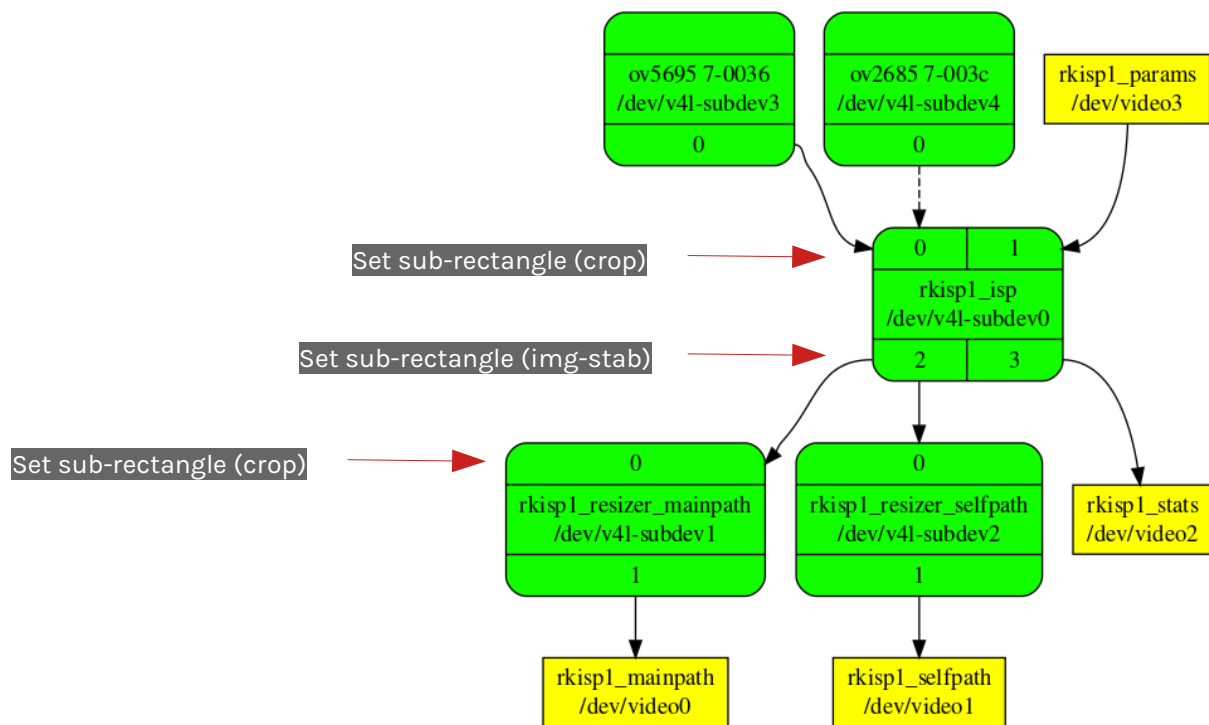 ov5695 7-0036
/dev/v4l-subdev3
0
ov2685 7-003c
/dev/v4l-subdev4
0
rkisp1_params
/dev/video3
Set sub-rectangle (crop)
0 1
rkisp1_isp
/dev/v4l-subdev0
Set sub-rectangle (img-stab)
2 3
Set sub-rectangle (crop)
0
rkisp1_resizer_mainpath
/dev/v4l-subdev1
1
0
rkisp1_resizer_selfpath
/dev/v4l-subdev2
1
rkisp1_stats
/dev/video2
rkisp1_mainpath
/dev/video0
rkisp1_selfpath
/dev/video1